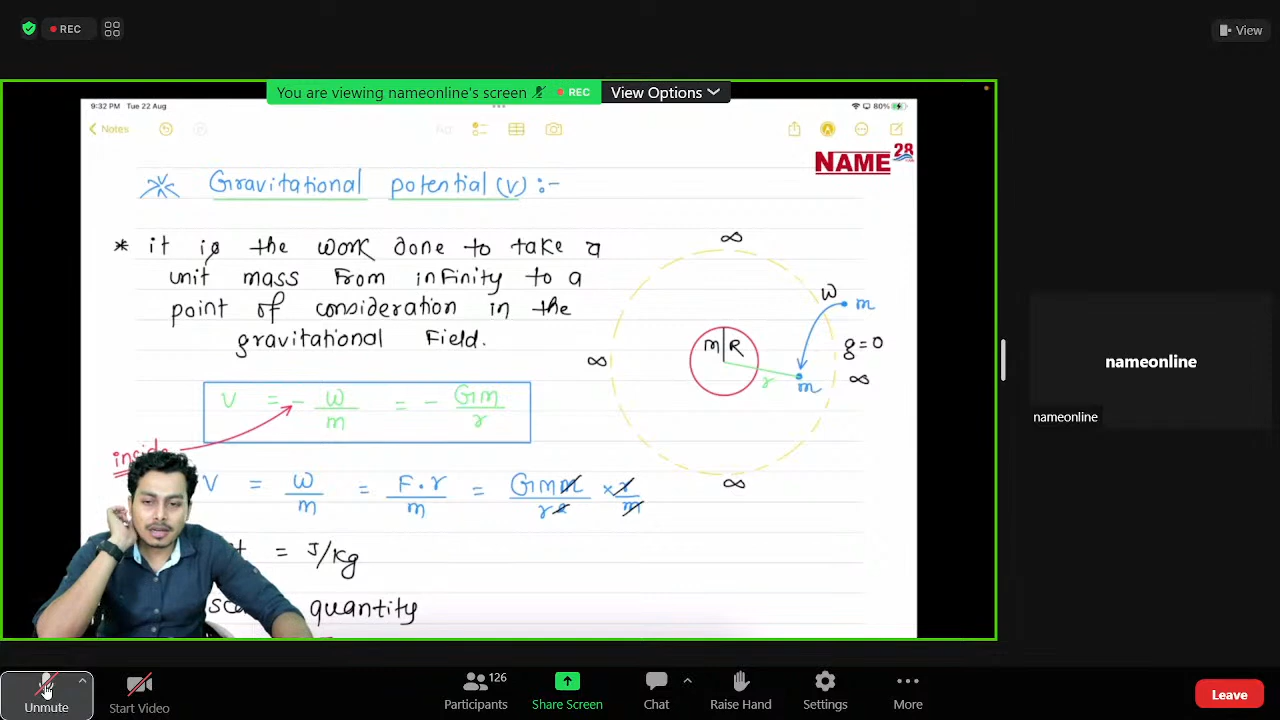 REC
View
You are viewing nameonline's screen REC View Options
9:32 PM Tue 22 Aug
80%
Notes
NAME 28
Gravitational potential (v) :-
* it is the work done to take a
unit mass from infinity to a
point of consideration in the
gravitational Field.
V = - W/m = - Gm/r
V = W/m = F.r/m = Gmm/r² × r/m
= J/kg
quantity
∞
W
m
m R
g=0
∞
r
m
∞
∞
nameonline
nameonline
Unmute
Start Video
126
Participants
Share Screen
Chat
Raise Hand
Settings
More
Leave